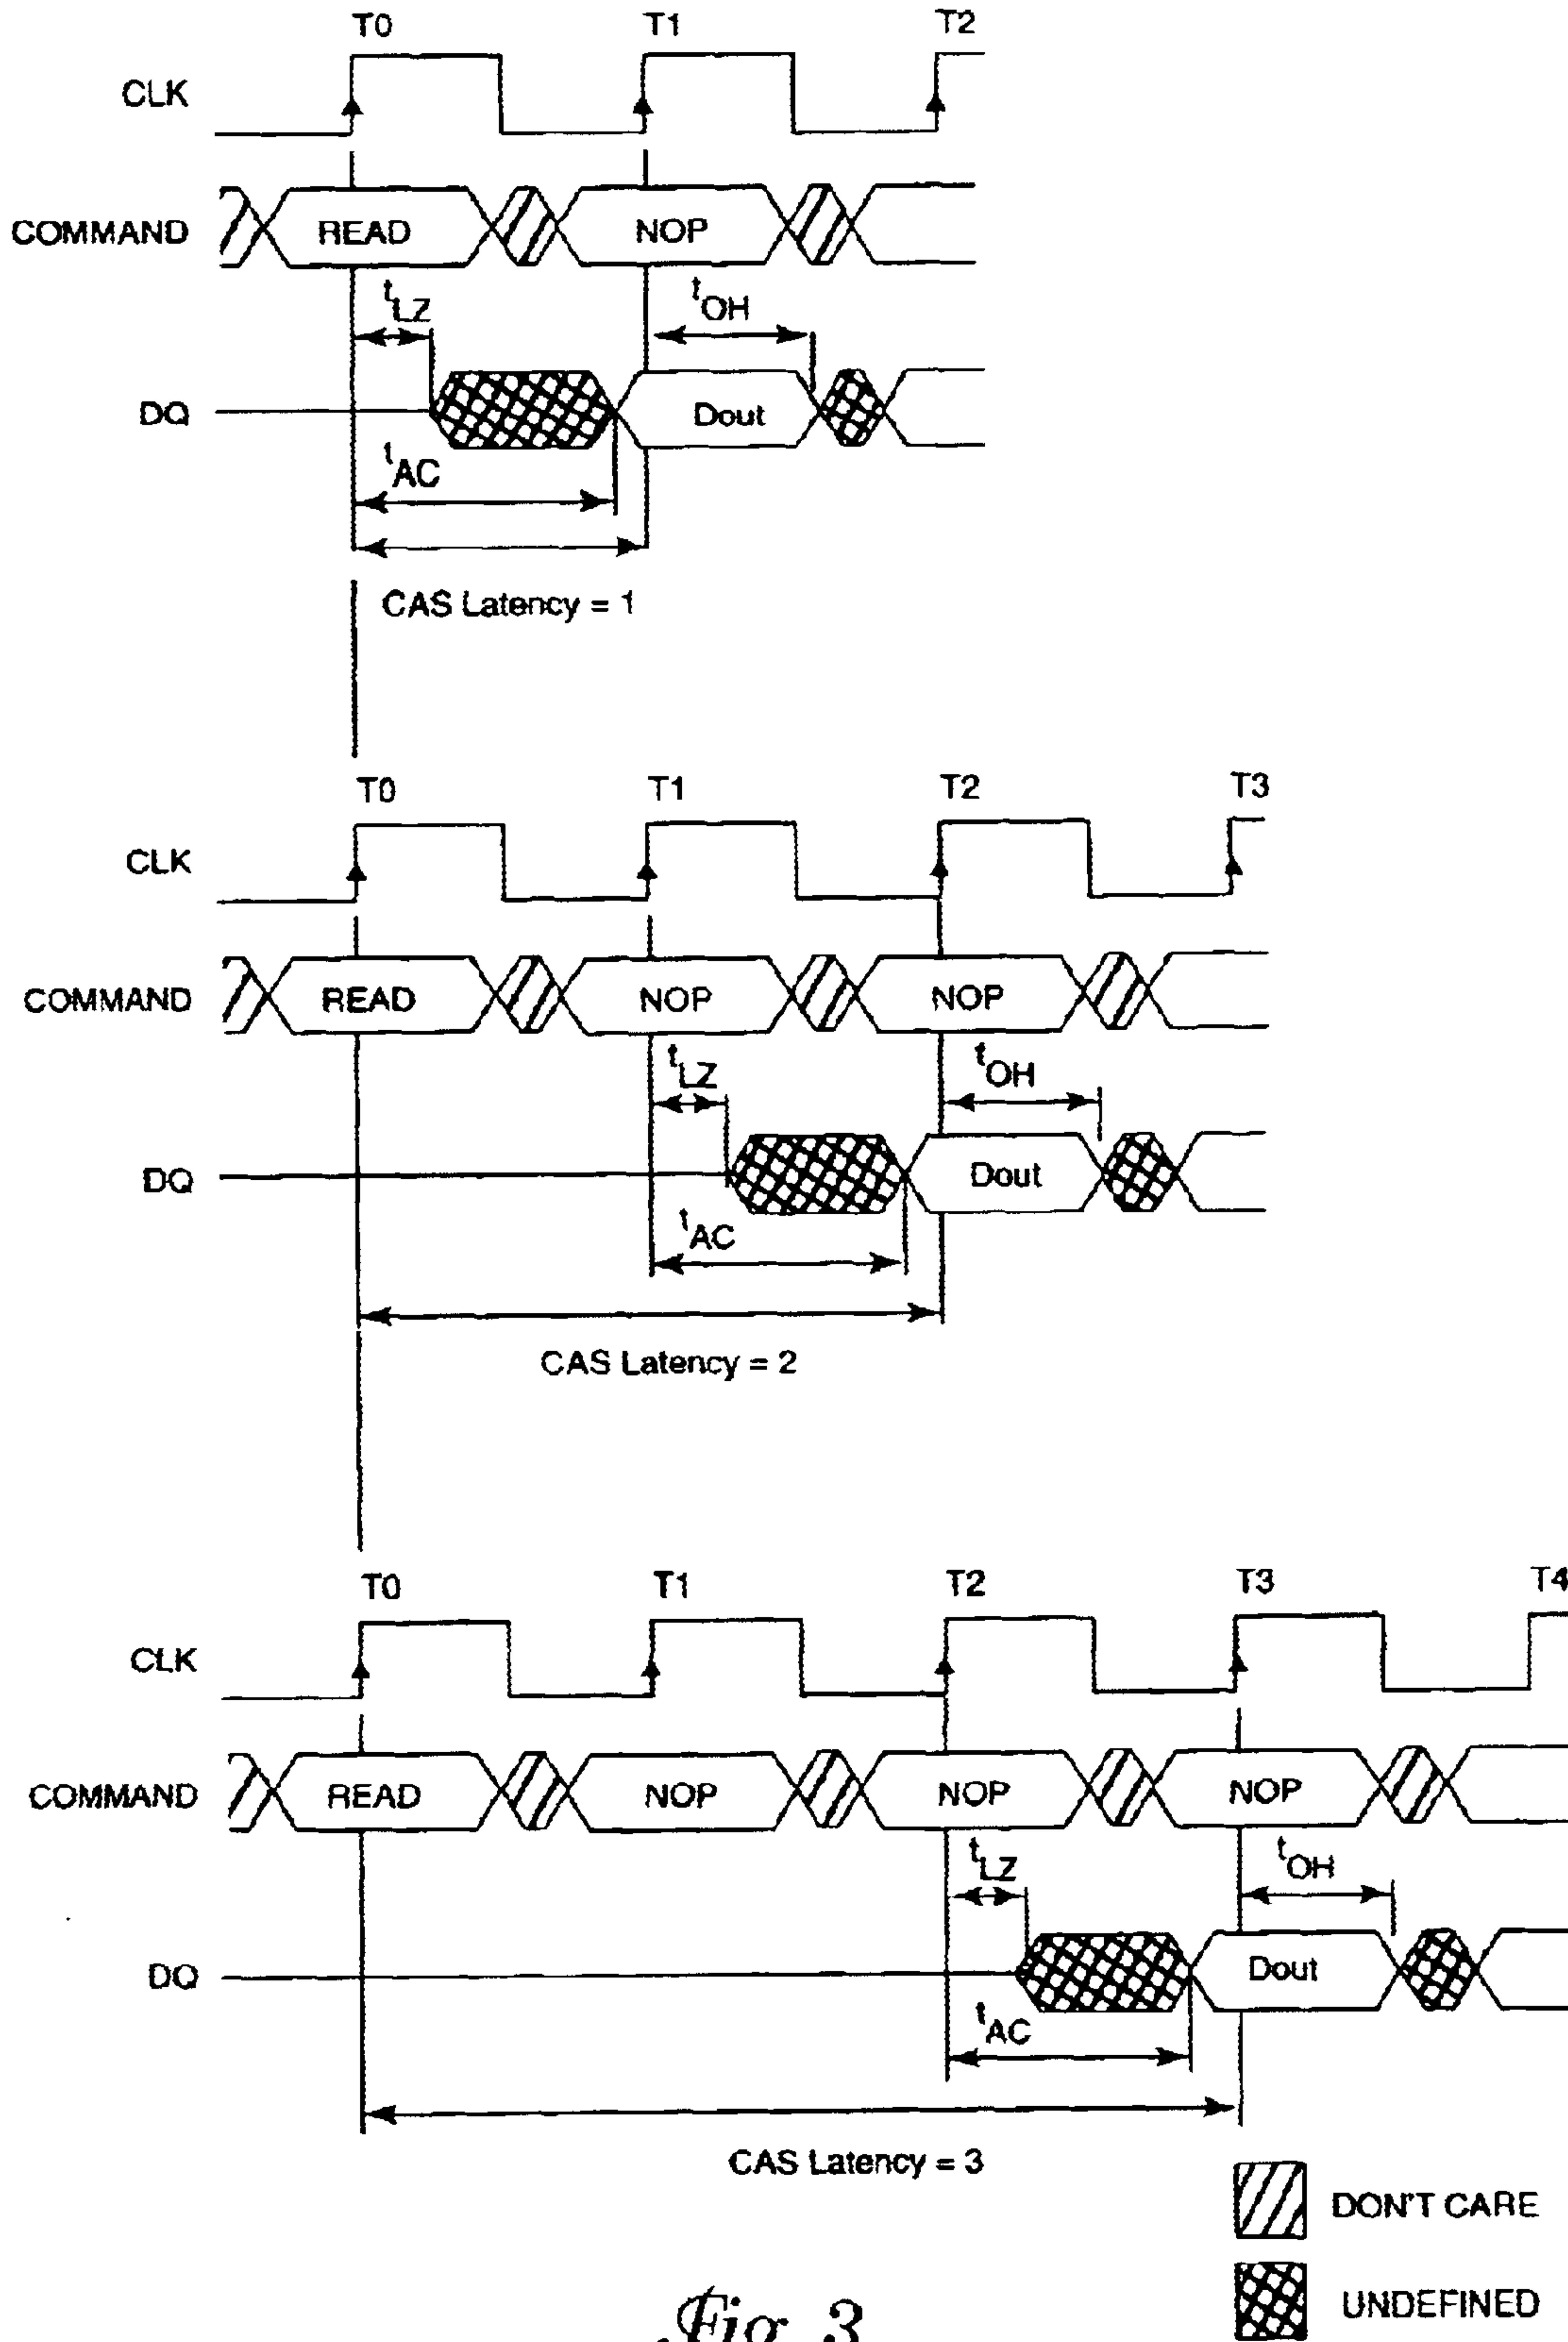 T0 T1 T2
CLK
COMMAND READ NOP
tLZ tOH
DQ Dout
tAC
CAS Latency = 1
T0 T1 T2 T3
CLK
COMMAND READ NOP NOP
tLZ tOH
DQ Dout
tAC
CAS Latency = 2
T0 T1 T2 T3 T4
CLK
COMMAND READ NOP NOP NOP
tLZ tOH
DQ Dout
tAC
CAS Latency = 3
DON'T CARE
UNDEFINED
Fig. 3